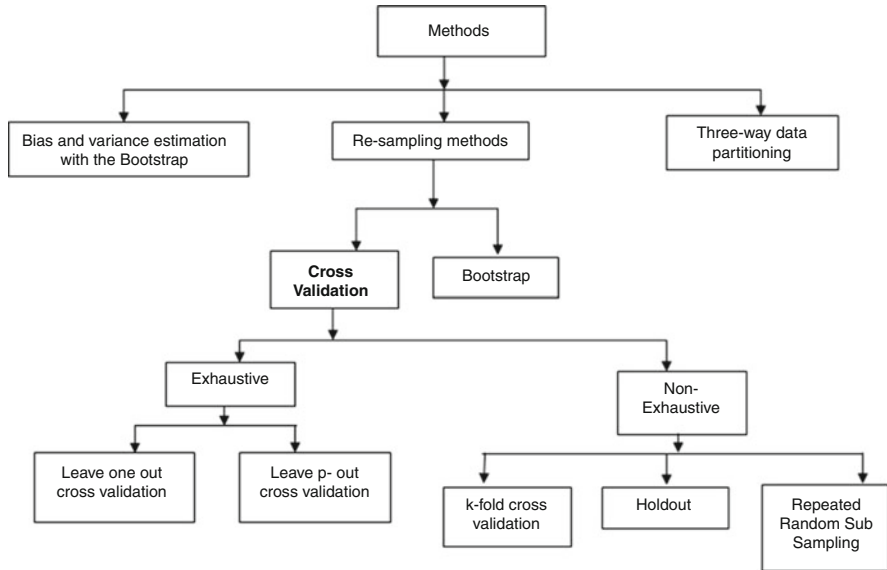 Methods
Bias and variance estimation
with the Bootstrap
Re-sampling methods
Three-way data
partitioning
Cross
Validation
Bootstrap
Exhaustive
Non-
Exhaustive
Leave one out
cross validation
Leave p- out
cross validation
k-fold cross
validation
Holdout
Repeated
Random Sub
Sampling